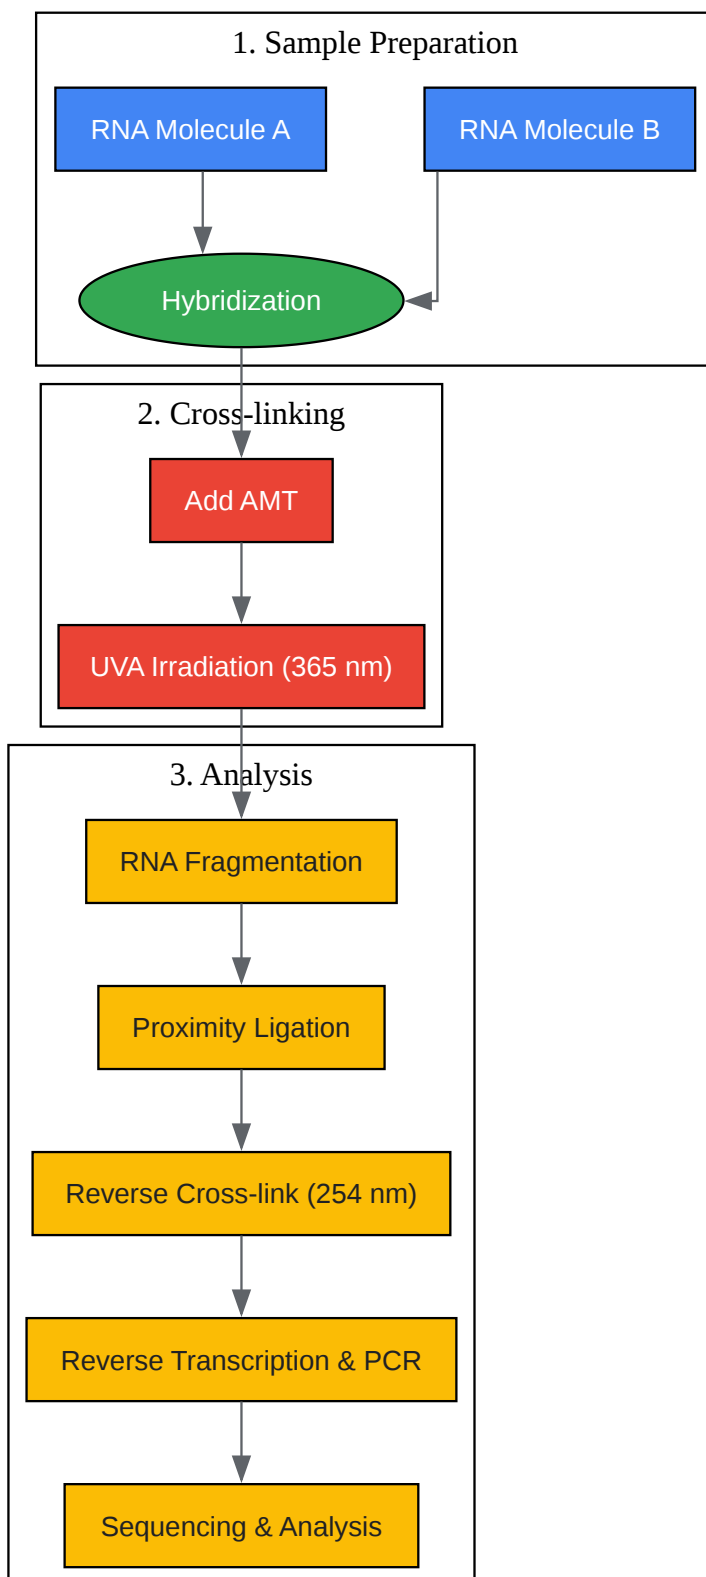 1. Sample Preparation
RNA Molecule A
RNA Molecule B
Hybridization
2. Cross-linking
Add AMT
UVA Irradiation (365 nm)
3. Analysis
RNA Fragmentation
Proximity Ligation
Reverse Cross-link (254 nm)
Reverse Transcription & PCR
Sequencing & Analysis